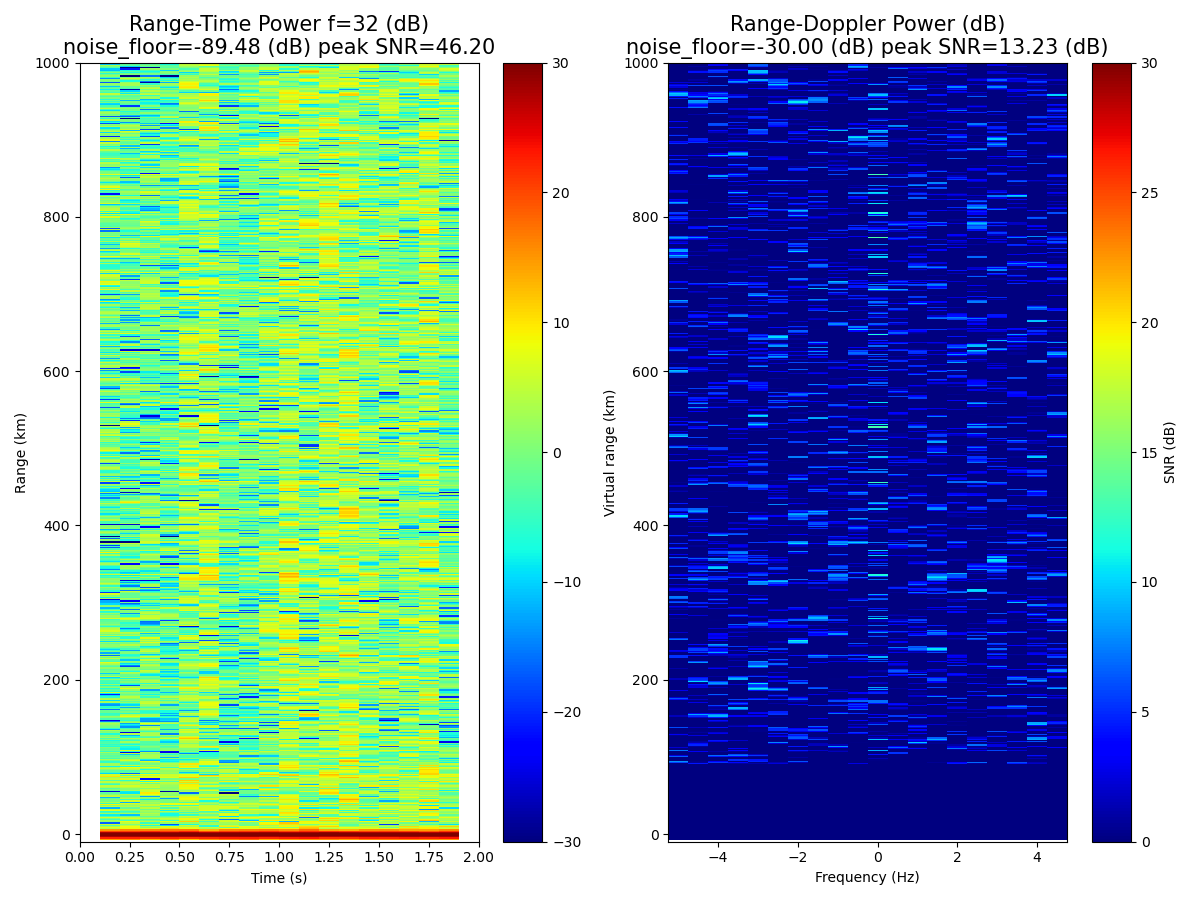 Range-Time Power f=32 (dB)
noise_floor=-89.48 (dB) peak SNR=46.20
1000
800
600
400
200
0
Range (km)
0.00 0.25 0.50 0.75 1.00 1.25 1.50 1.75 2.00
Time (s)
30
20
10
0
−10
−20
−30
Range-Doppler Power (dB)
noise_floor=-30.00 (dB) peak SNR=13.23 (dB)
1000
800
600
400
200
0
Virtual range (km)
−4 −2 0 2 4
Frequency (Hz)
30
25
20
15
10
5
0
SNR (dB)